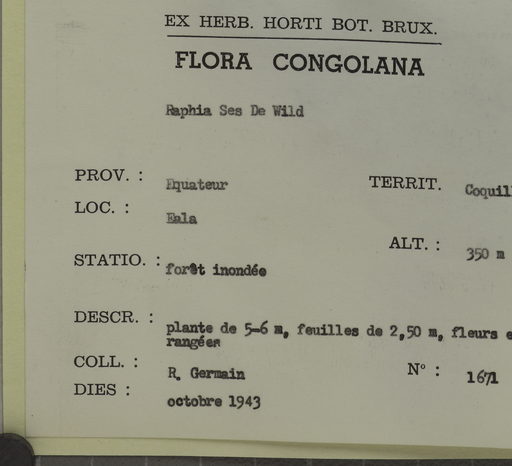 EX HERB. HORTI BOT. BRUX.
FLORA CONGOLANA
Raphia Ses De Wild
PROV. : Equateur TERRIT. Coquil
LOC. : Eala
ALT. : 350 m
STATIO. : forêt inondée
DESCR. : plante de 5-6 m, feuilles de 2,50 m, fleurs e
rangées
COLL. : R. Germain Nº : 1671
DIES : octobre 1943